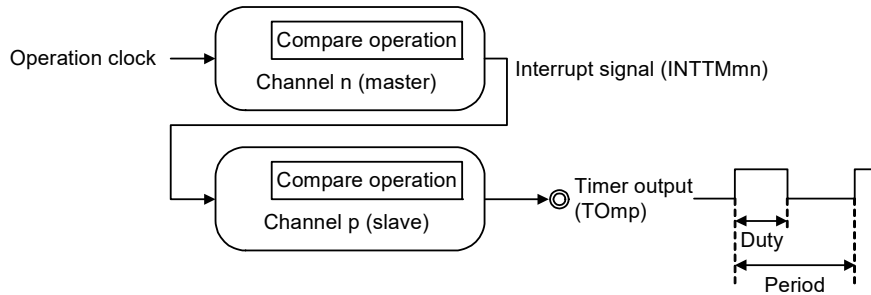 Compare operation
Operation clock
Channel n (master)
Interrupt signal (INTTMmn)
Compare operation
Channel p (slave)
Timer output
(TOmp)
Duty
Period